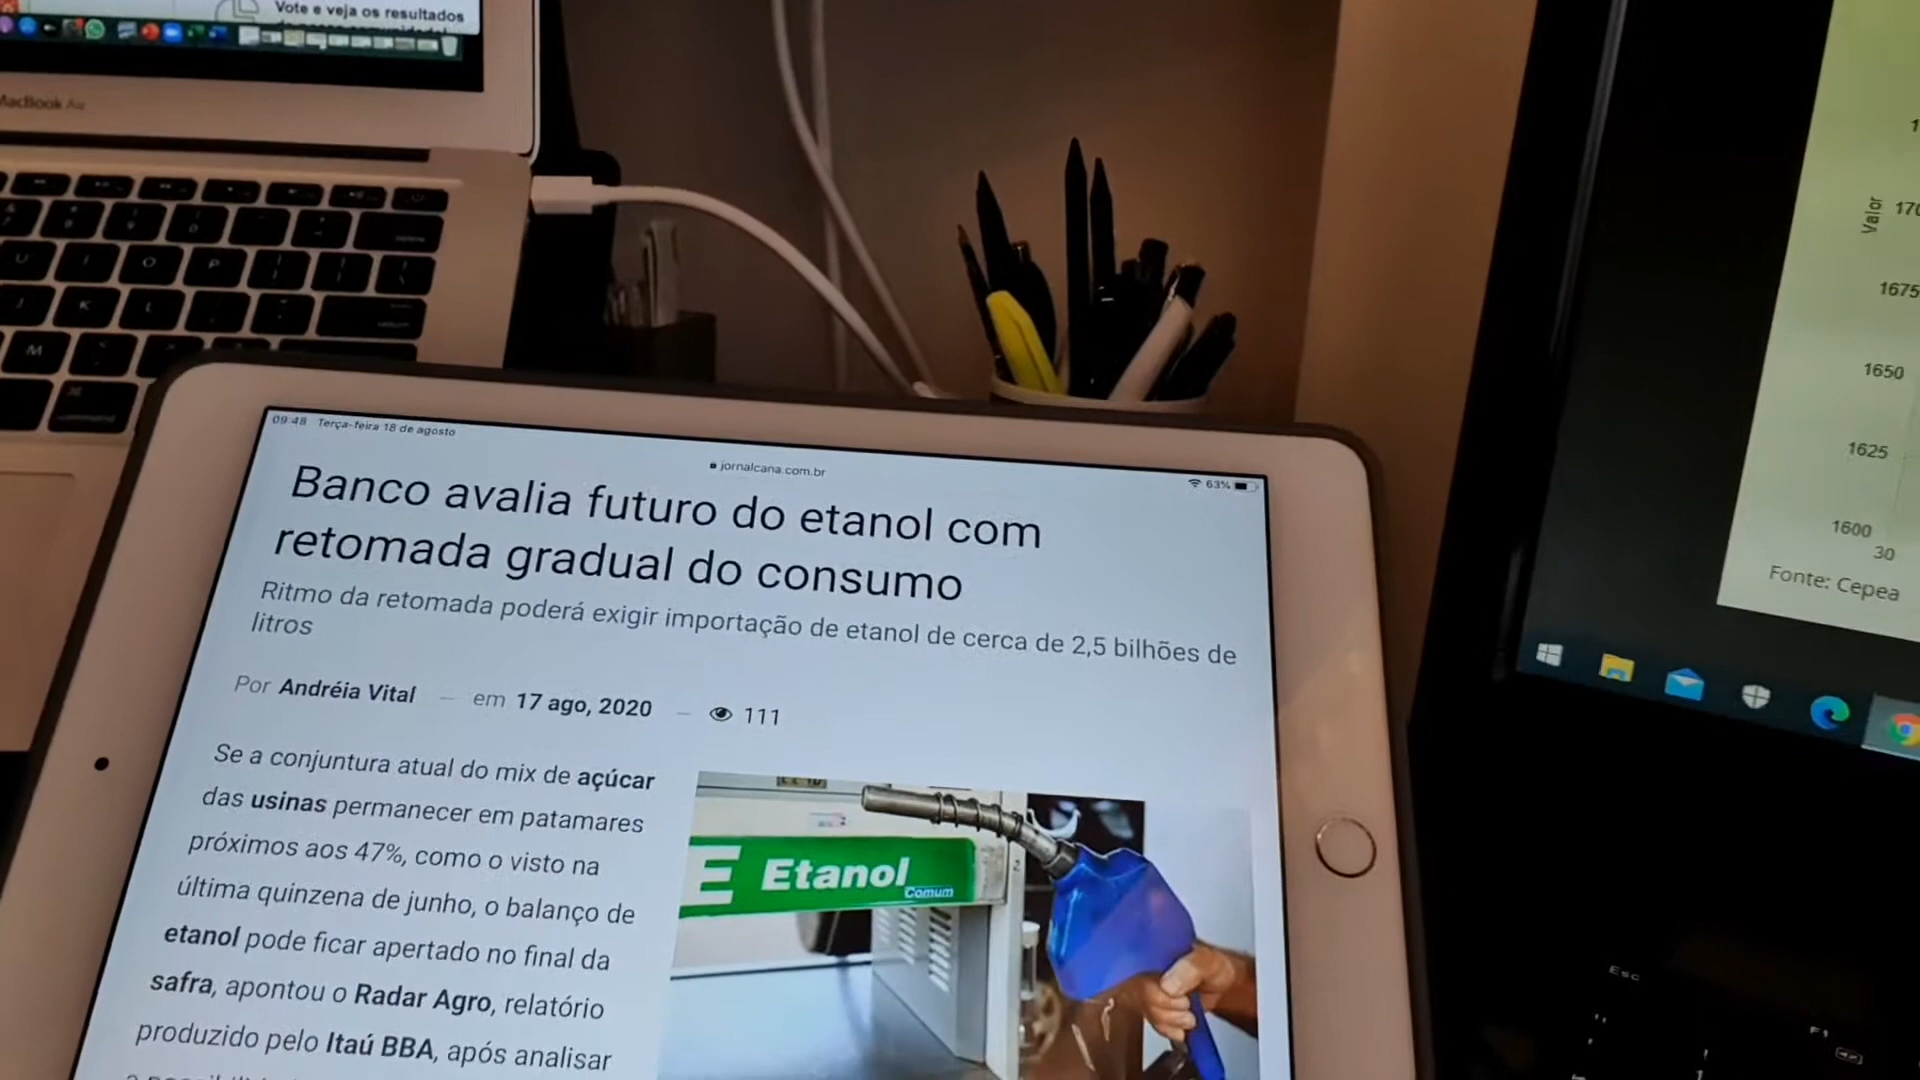 Vote e veja os resultados
MacBook Air
09:48 Terça-feira 18 de agosto
jornalcana.com.br
63%
Banco avalia futuro do etanol com
retomada gradual do consumo
Ritmo da retomada poderá exigir importação de etanol de cerca de 2,5 bilhões de
litros
Por Andréia Vital — em 17 ago, 2020 — 111
Se a conjuntura atual do mix de açúcar
das usinas permanecer em patamares
próximos aos 47%, como o visto na
última quinzena de junho, o balanço de
etanol pode ficar apertado no final da
safra, apontou o Radar Agro, relatório
produzido pelo Itaú BBA, após analisar
E Etanol
Comum
Valor
1675
1650
1625
1600
30
Fonte: Cepea
Esc
F1
U I O P
J K L
M
command